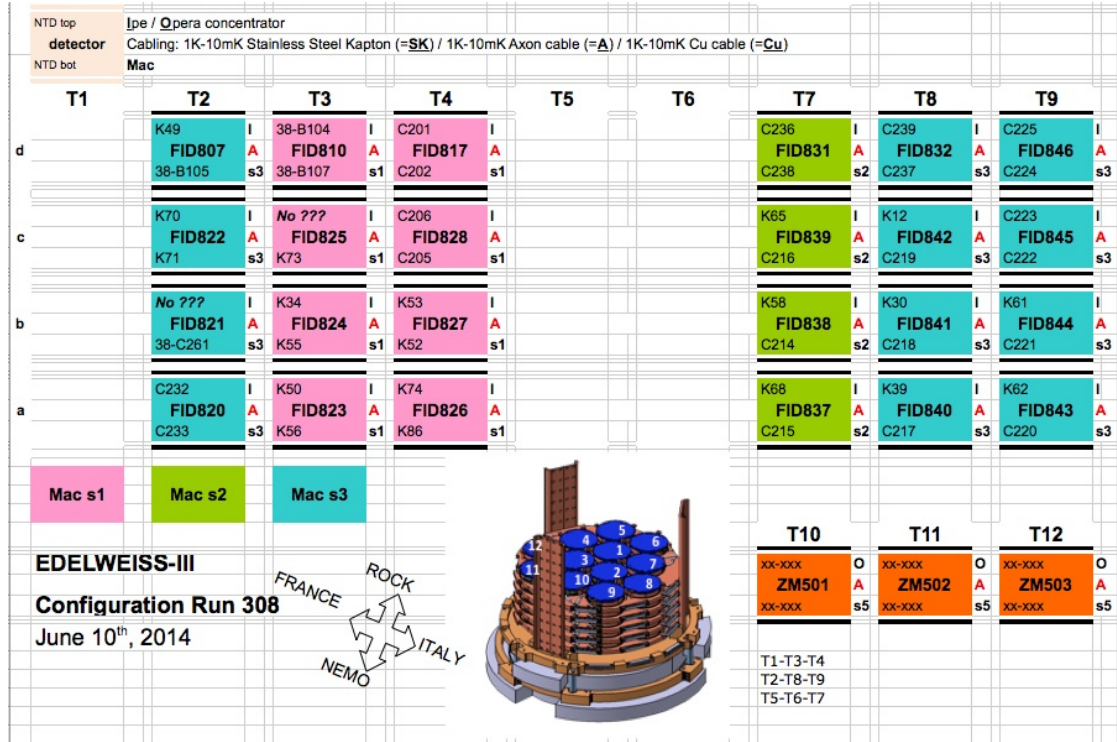 NTD top Ipe / Opera concentrator
detector Cabling: 1K-10mK Stainless Steel Kapton (=SK) / 1K-10mK Axon cable (=A) / 1K-10mK Cu cable (=Cu)
NTD bot Mac
T1 T2 T3 T4 T5 T6 T7 T8 T9
K49 I 38-B104 I C201 I C236 I C239 I C225 I
d FID807 A FID810 A FID817 A FID831 A FID832 A FID846 A
38-B105 s3 38-B107 s1 C202 s1 C238 s2 C237 s3 C224 s3
K70 I No ??? I C206 I K65 I K12 I C223 I
c FID822 A FID825 A FID828 A FID839 A FID842 A FID845 A
K71 s3 K73 s1 C205 s1 C216 s2 C219 s3 C222 s3
No ??? I K34 I K53 I K58 I K30 I K61 I
b FID821 A FID824 A FID827 A FID838 A FID841 A FID844 A
38-C261 s3 K55 s1 K52 s1 C214 s2 C218 s3 C221 s3
C232 I K50 I K74 I K68 I K39 I K62 I
a FID820 A FID823 A FID826 A FID837 A FID840 A FID843 A
C233 s3 K56 s1 K86 s1 C215 s2 C217 s3 C220 s3
Mac s1 Mac s2 Mac s3
T10 T11 T12
xx-xxx O xx-xxx O xx-xxx O
ZM501 A ZM502 A ZM503 A
xx-xxx s5 xx-xxx s5 xx-xxx s5
EDELWEISS-III
Configuration Run 308
June 10th, 2014
FRANCE
ROCK
ITALY
NEMO
5
4
6
12
1
3
7
11
2
10
8
9
T1-T3-T4
T2-T8-T9
T5-T6-T7